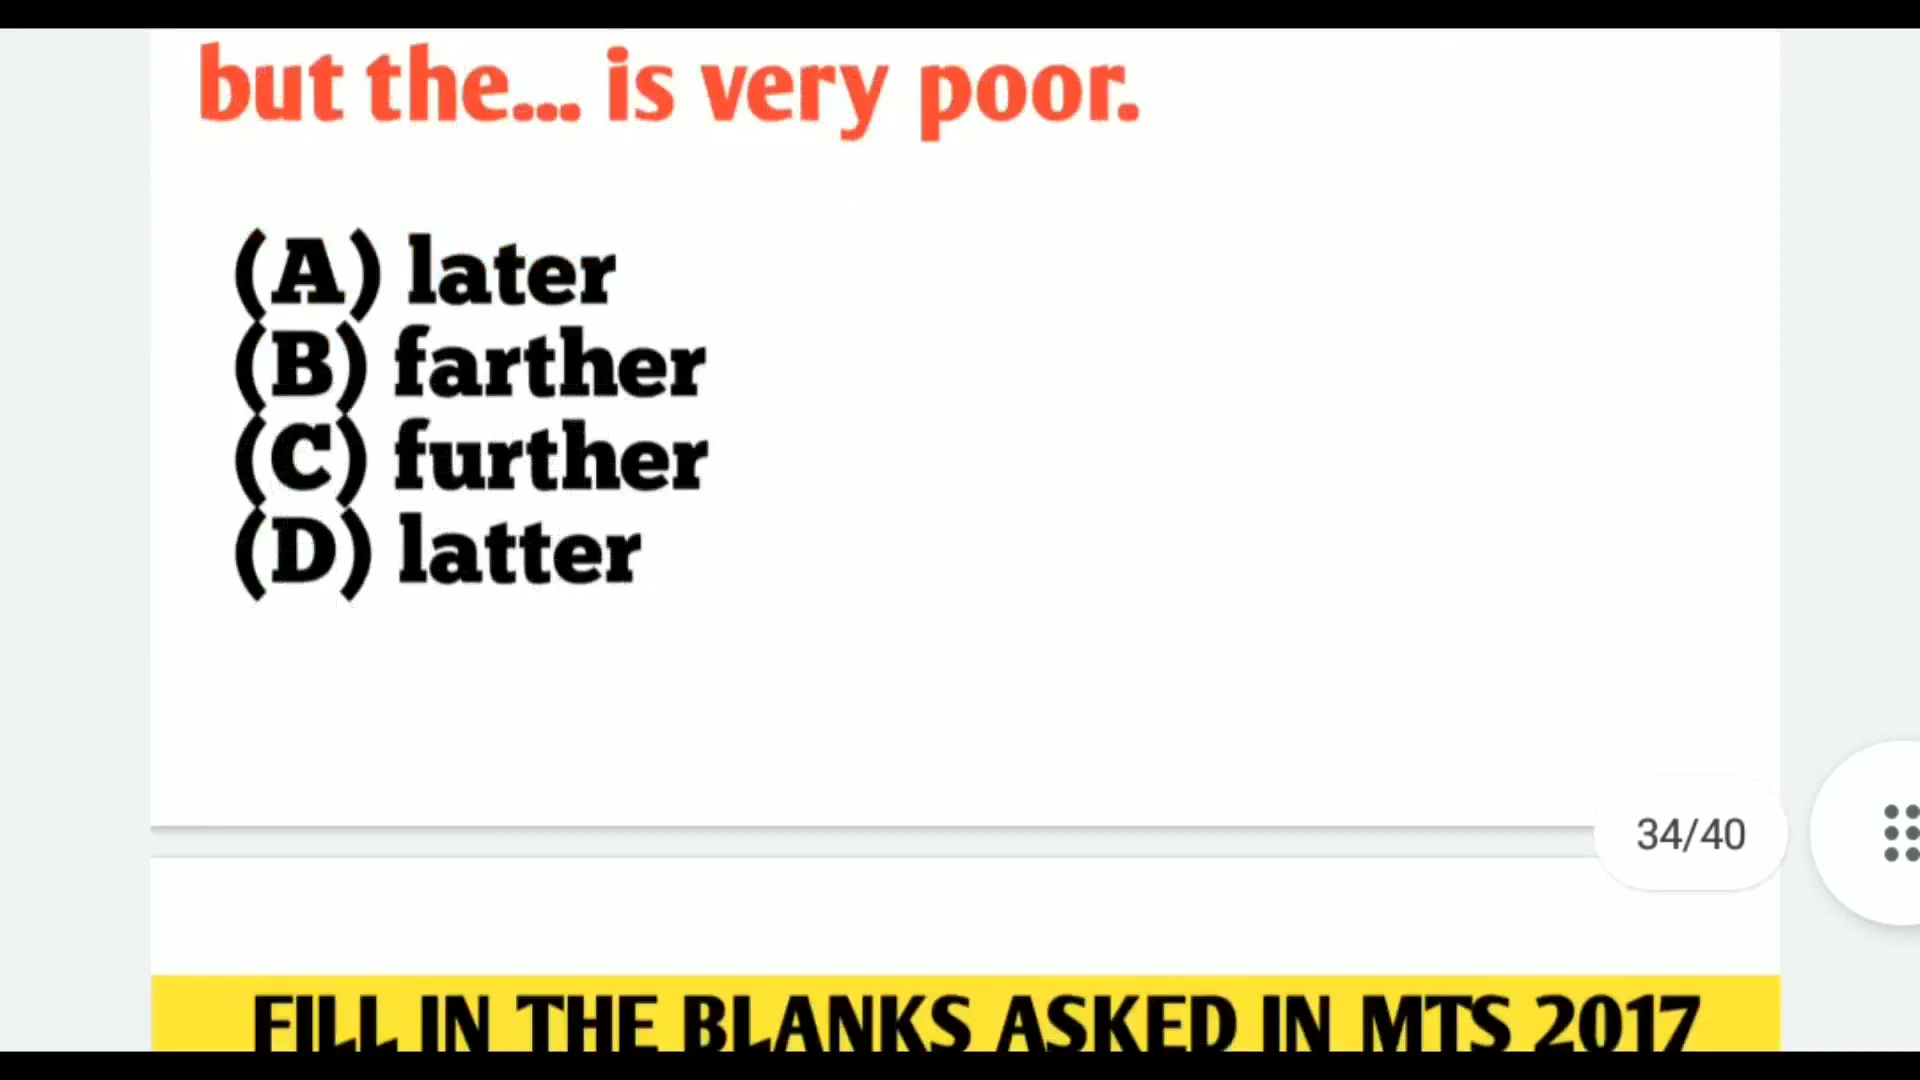 but the... is very poor.
(A) later
(B) farther
(C) further
(D) latter
34/40
FILL IN THE BLANKS ASKED IN MTS 2017